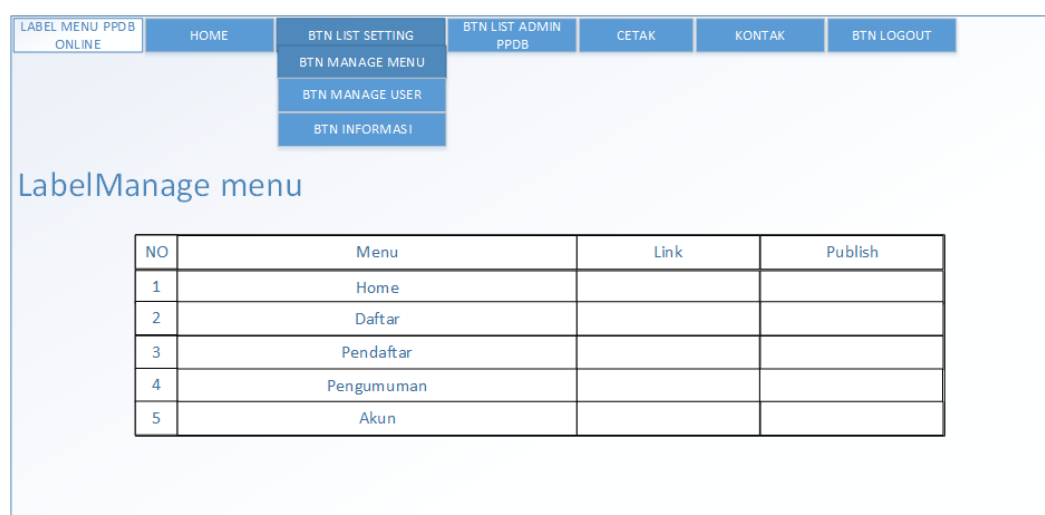 LABEL MENU PPDB
ONLINE
HOME
BTN LIST SETTING
BTN LIST ADMIN
PPDB
CETAK
KONTAK
BTN LOGOUT
BTN MANAGE MENU
BTN MANAGE USER
BTN INFORMASI
LabelManage menu
NO Menu Link Publish
1 Home
2 Daftar
3 Pendaftar
4 Pengumuman
5 Akun